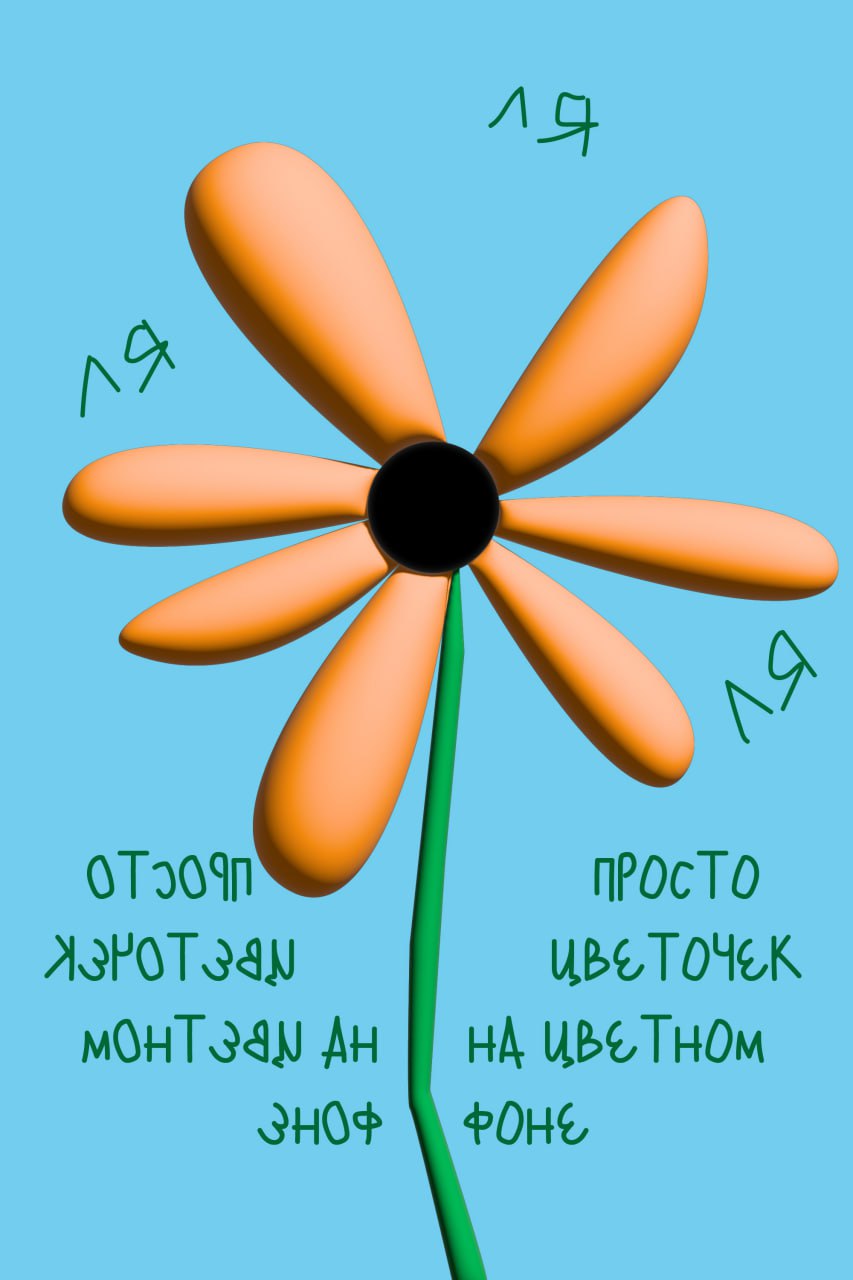 ЛЯ
ЛЯ
ЛЯ
ПРОСТО
ЦВЕТОЧЕК
НА ЦВЕТНОМ
ФОНЕ
ПРОСТО
ЦВЕТОЧЕК
НА ЦВЕТНОМ
ФОНЕ